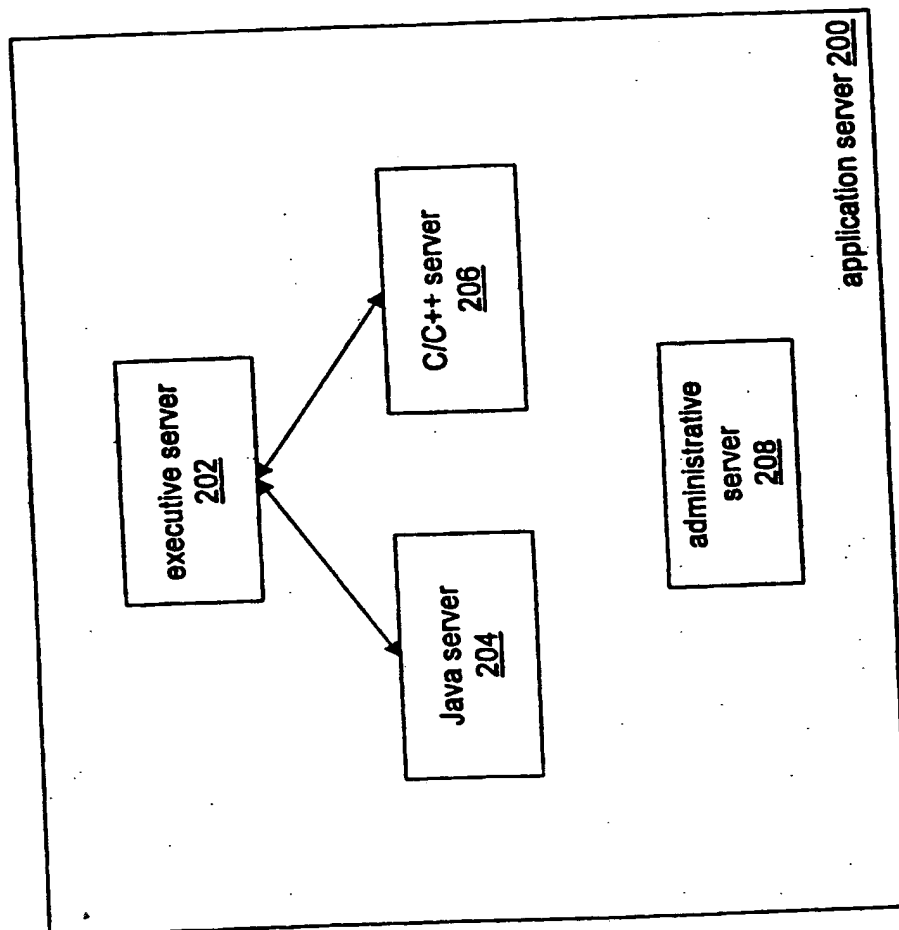 executive server
202
Java server
204
C/C++ server
206
administrative
server
208
application server 200